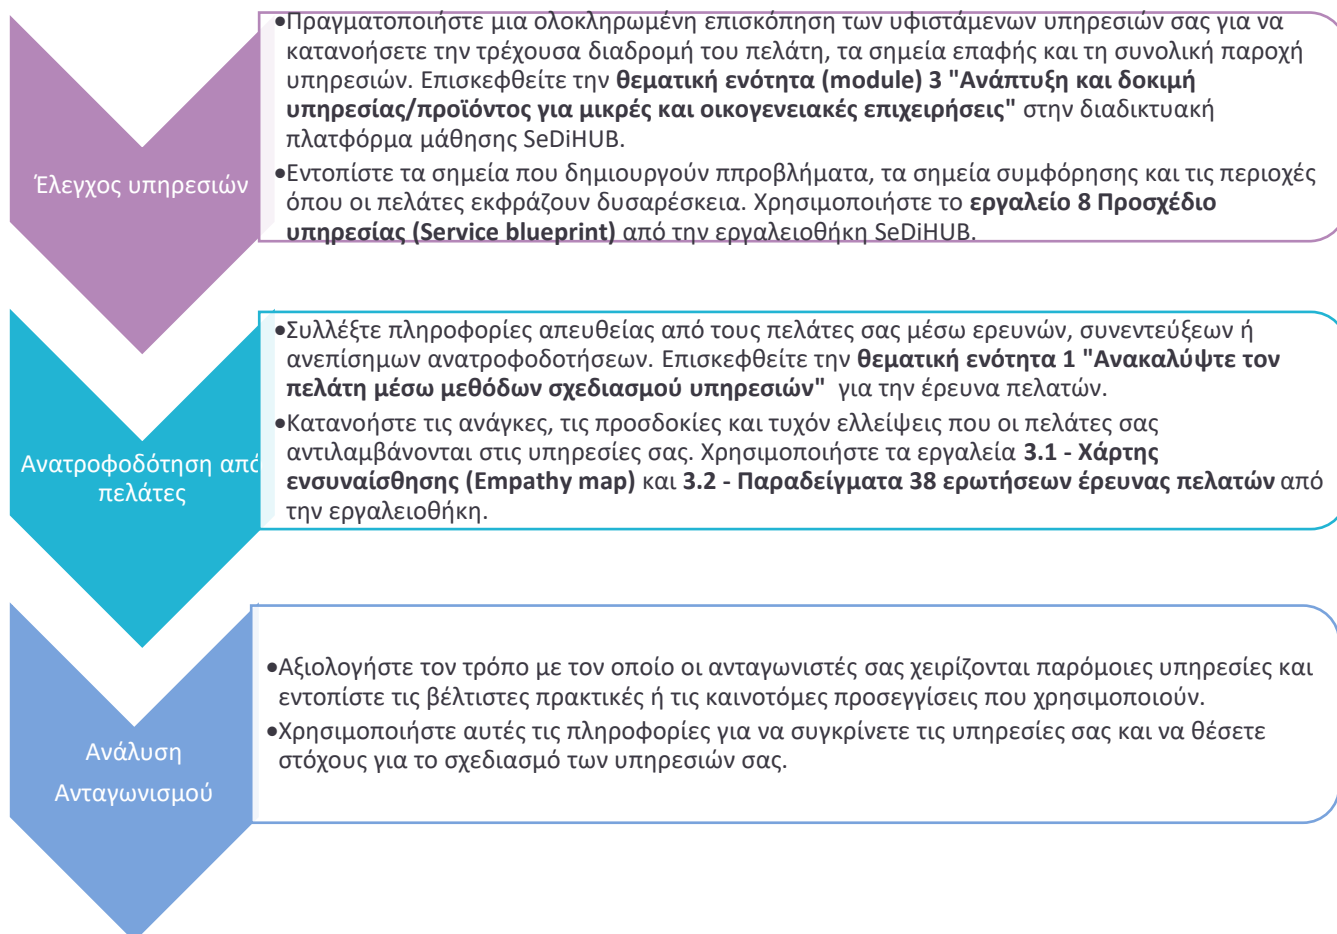 •Πραγματοποιήστε μια ολοκληρωμένη επισκόπηση των υφιστάμενων υπηρεσιών σας για να
κατανοήσετε την τρέχουσα διαδρομή του πελάτη, τα σημεία επαφής και τη συνολική παροχή
υπηρεσιών. Επισκεφθείτε την θεματική ενότητα (module) 3 "Ανάπτυξη και δοκιμή
υπηρεσίας/προϊόντος για μικρές και οικογενειακές επιχειρήσεις" στην διαδικτυακή
πλατφόρμα μάθησης SeDiHUB.
Έλεγχος υπηρεσιών
•Εντοπίστε τα σημεία που δημιουργούν ππροβλήματα, τα σημεία συμφόρησης και τις περιοχές
όπου οι πελάτες εκφράζουν δυσαρέσκεια. Χρησιμοποιήστε το εργαλείο 8 Προσχέδιο
υπηρεσίας (Service blueprint) από την εργαλειοθήκη SeDiHUB.
•Συλλέξτε πληροφορίες απευθείας από τους πελάτες σας μέσω ερευνών, συνεντεύξεων ή
ανεπίσημων ανατροφοδοτήσεων. Επισκεφθείτε την θεματική ενότητα 1 "Ανακαλύψτε τον
πελάτη μέσω μεθόδων σχεδιασμού υπηρεσιών" για την έρευνα πελατών.
•Κατανοήστε τις ανάγκες, τις προσδοκίες και τυχόν ελλείψεις που οι πελάτες σας
αντιλαμβάνονται στις υπηρεσίες σας. Χρησιμοποιήστε τα εργαλεία 3.1 - Χάρτης
ενσυναίσθησης (Empathy map) και 3.2 - Παραδείγματα 38 ερωτήσεων έρευνας πελατών από
την εργαλειοθήκη.
Ανατροφοδότηση από
πελάτες
•Αξιολογήστε τον τρόπο με τον οποίο οι ανταγωνιστές σας χειρίζονται παρόμοιες υπηρεσίες και
εντοπίστε τις βέλτιστες πρακτικές ή τις καινοτόμες προσεγγίσεις που χρησιμοποιούν.
•Χρησιμοποιήστε αυτές τις πληροφορίες για να συγκρίνετε τις υπηρεσίες σας και να θέσετε
στόχους για το σχεδιασμό των υπηρεσιών σας.
Ανάλυση
Ανταγωνισμού